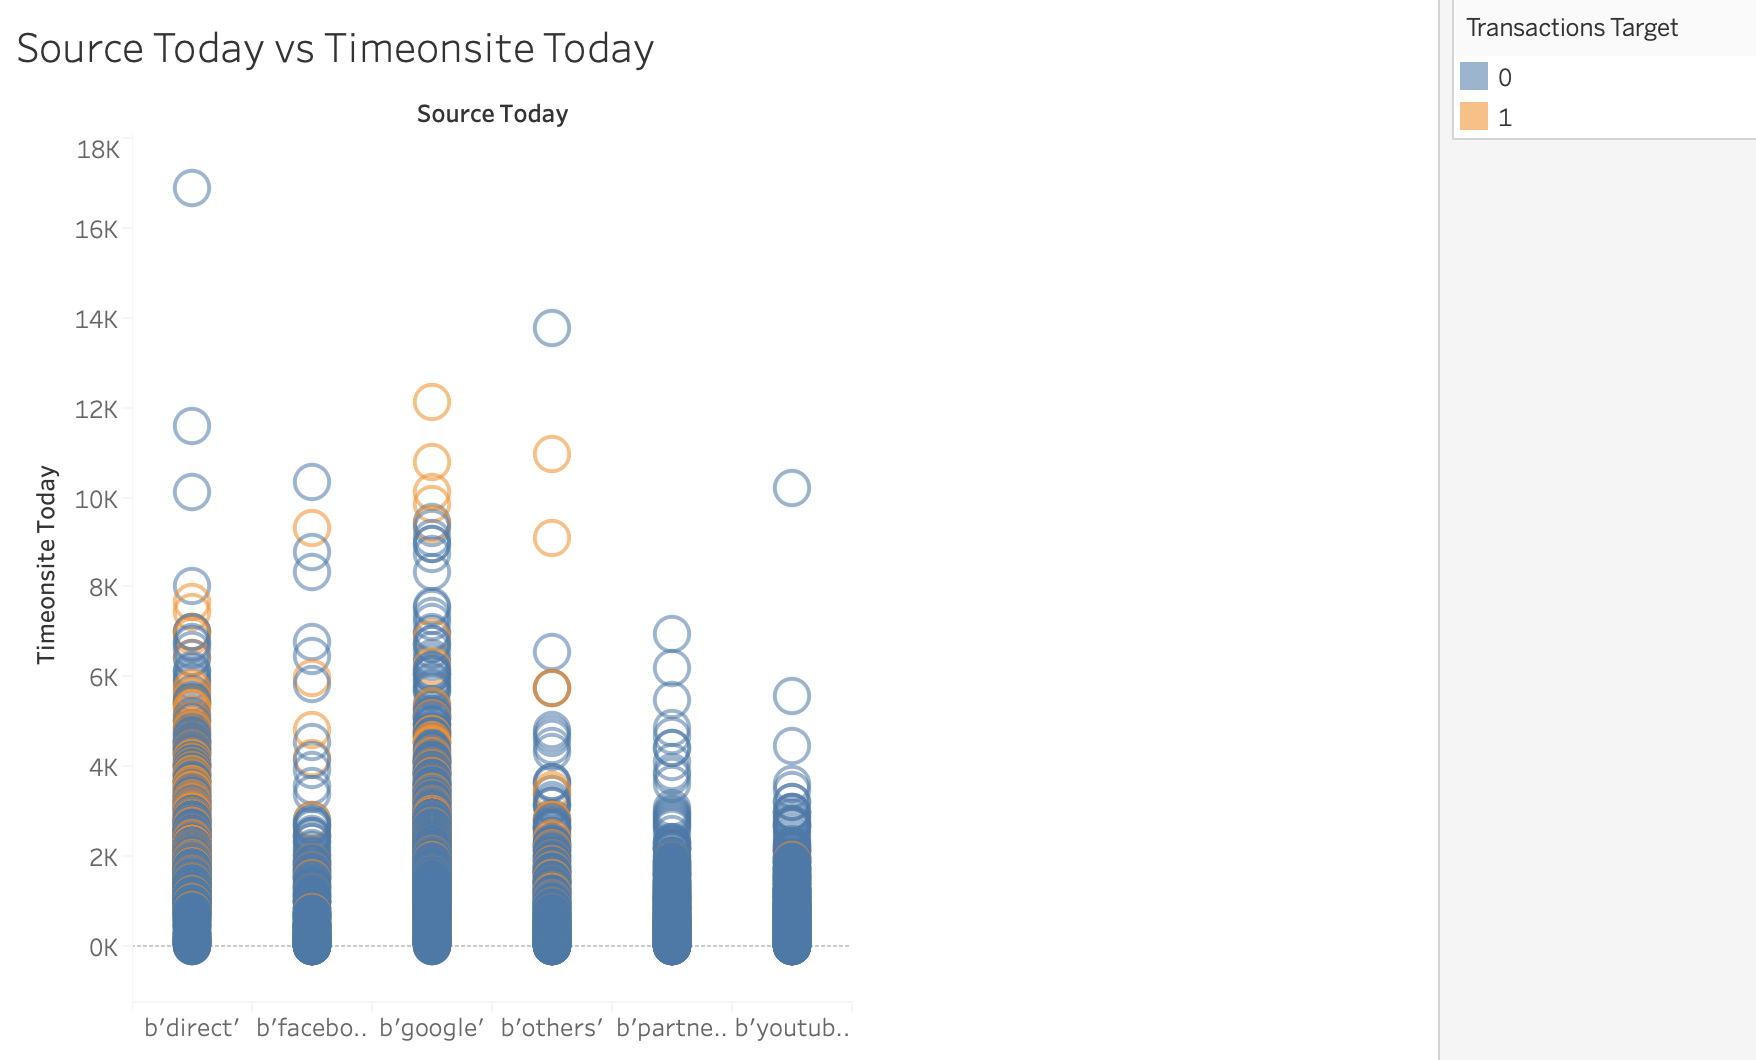 Source Today vs Timeonsite Today
Transactions Target
0
1
Source Today
Timeonsite Today
18K
16K
14K
12K
10K
8K
6K
4K
2K
0K
b'direct' b'facebo.. b'google' b'others' b'partne.. b'youtub..